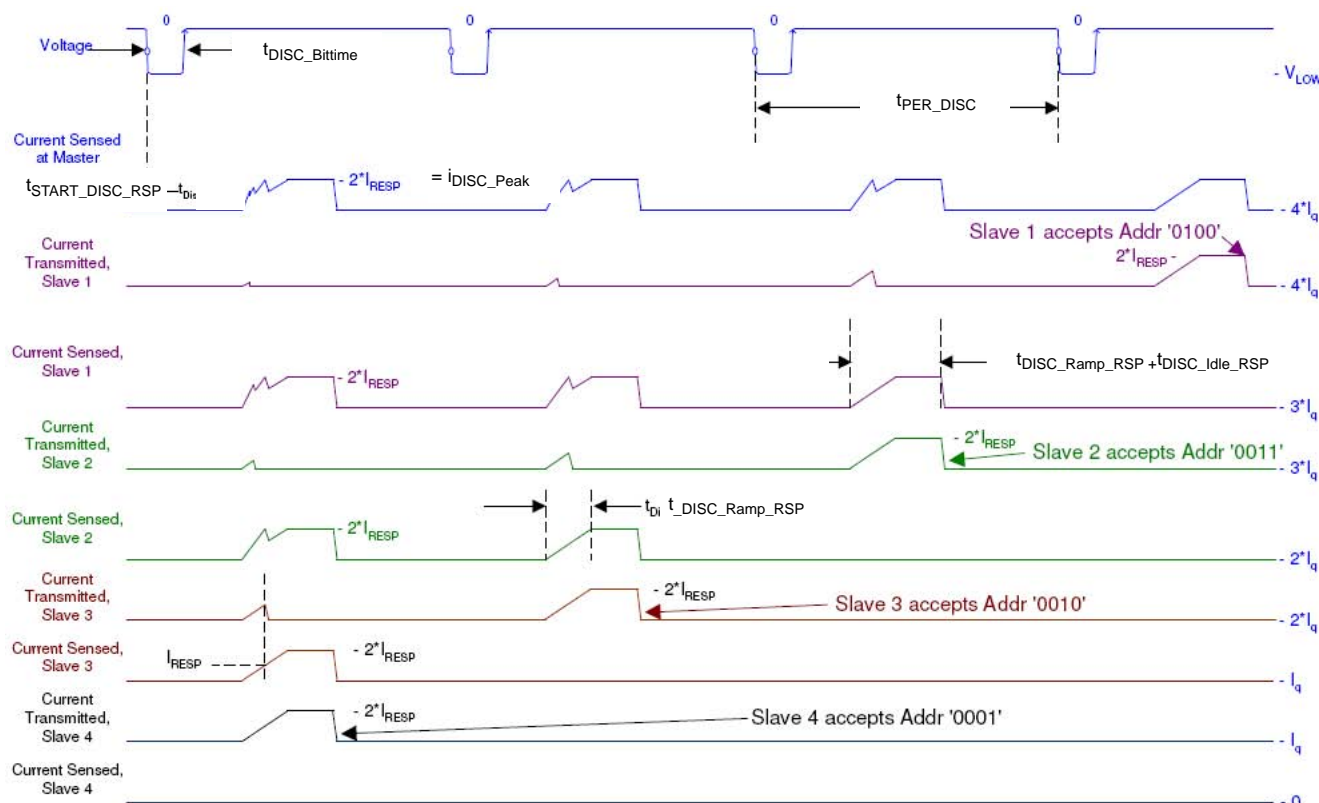 0 0 0 0
Voltage
tDISC_Bittime
- VLOW
tPER_DISC
Current Sensed
at Master
tSTART_DISC_RSP
tDis
- 2*IRESP
= iDISC_Peak
- 4*Iq
Slave 1 accepts Addr '0100'
Current
Transmitted,
Slave 1
2*IRESP -
- 4*Iq
Current Sensed,
Slave 1
- 2*IRESP
tDISC_Ramp_RSP +tDISC_Idle_RSP
- 3*Iq
Current
Transmitted,
Slave 2
- 2*IRESP
Slave 2 accepts Addr '0011'
- 3*Iq
Current Sensed,
Slave 2
- 2*IRESP
tDi t_DISC_Ramp_RSP
- 2*Iq
Current
Transmitted,
Slave 3
- 2*IRESP
Slave 3 accepts Addr '0010'
- 2*Iq
Current Sensed,
Slave 3
IRESP
- 2*IRESP
- Iq
Current
Transmitted,
Slave 4
- 2*IRESP
Slave 4 accepts Addr '0001'
- Iq
Current Sensed,
Slave 4
- 0